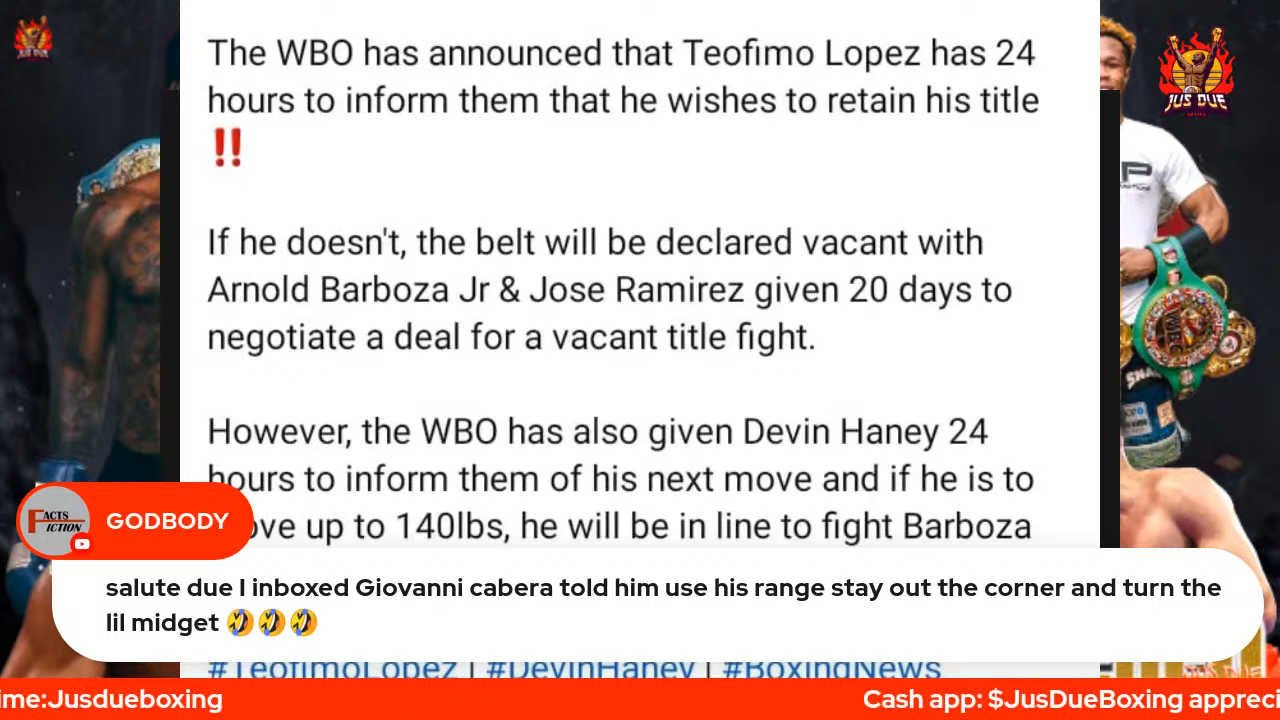 The WBO has announced that Teofimo Lopez has 24
hours to inform them that he wishes to retain his title
‼️
If he doesn't, the belt will be declared vacant with
Arnold Barboza Jr & Jose Ramirez given 20 days to
negotiate a deal for a vacant title fight.
However, the WBO has also given Devin Haney 24
hours to inform them of his next move and if he is to
ove up to 140lbs, he will be in line to fight Barboza
FACTS
FICTION
GODBODY
salute due I inboxed Giovanni cabera told him use his range stay out the corner and turn the
lil midget 🤣🤣🤣
#TeofimoLopez | #DevinHaney | #BoxingNews
ime:Jusdueboxing
Cash app: $JusDueBoxing appreci
JUS DUE
WBC